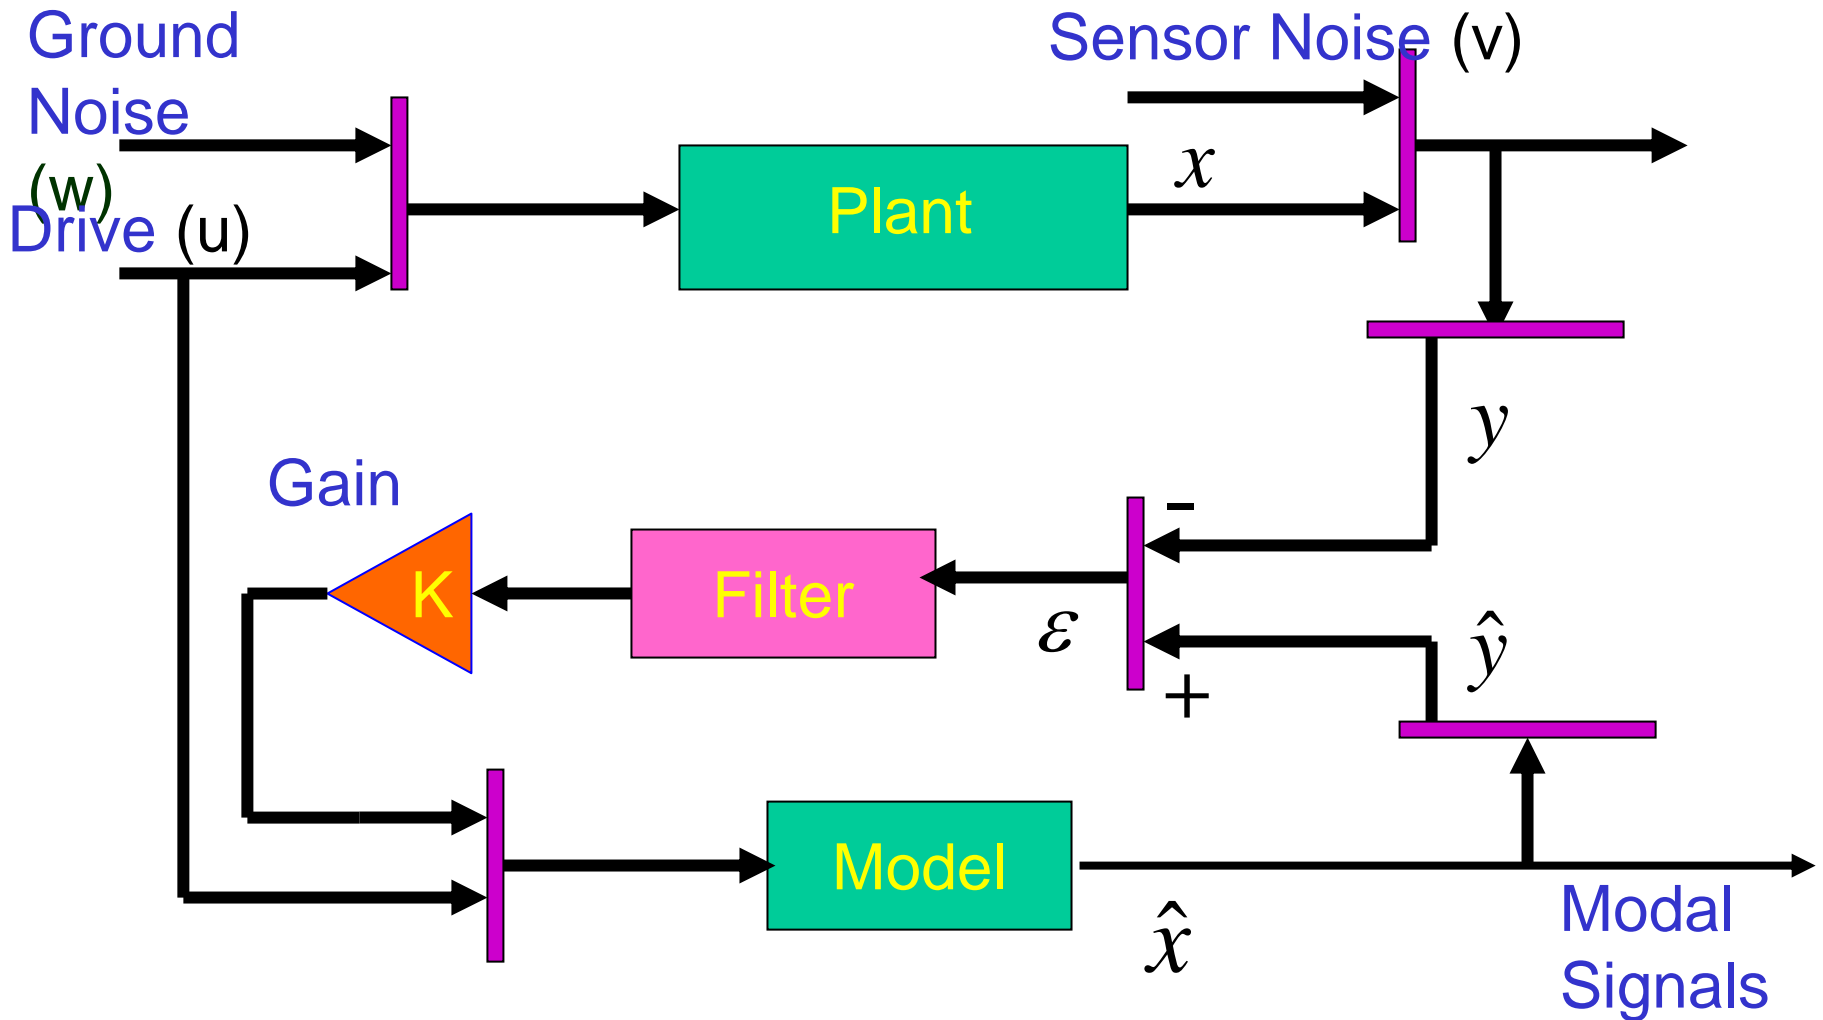 Ground
Noise
(w)
Drive (u)
Sensor Noise (v)
x
Plant
y
Gain
K
Filter
-
ε
ŷ
+
Model
x̂
Modal
Signals